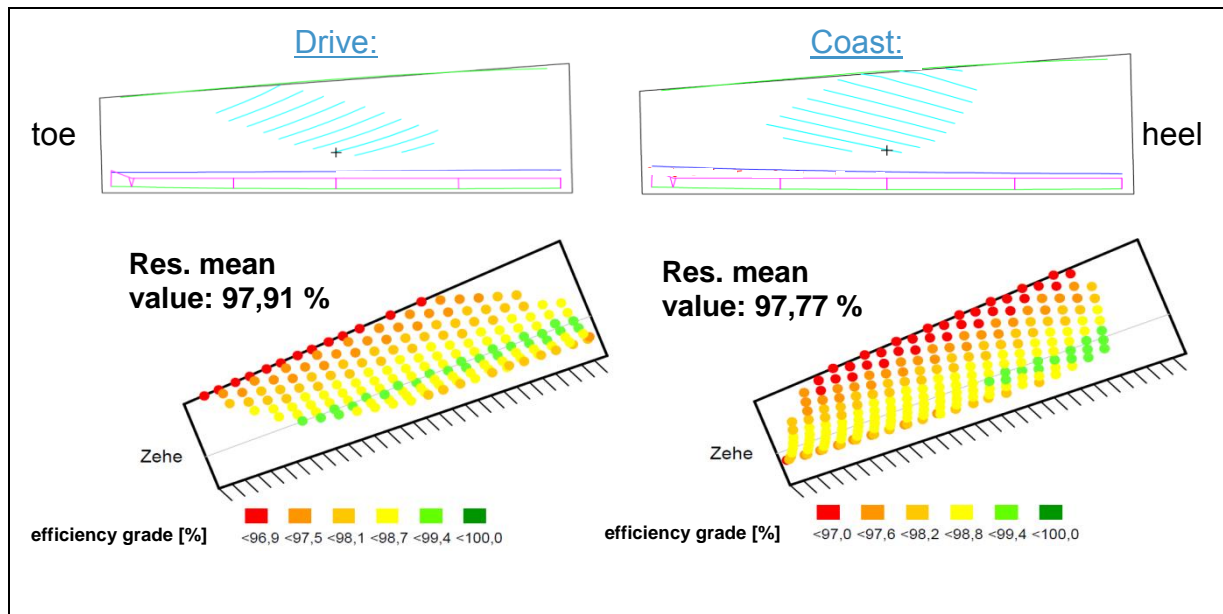 Drive:
Coast:
toe
heel
Res. mean
value: 97,91 %
Res. mean
value: 97,77 %
Zehe
Zehe
efficiency grade [%]
<96,9 <97,5 <98,1 <98,7 <99,4 <100,0
efficiency grade [%]
<97,0 <97,6 <98,2 <98,8 <99,4 <100,0